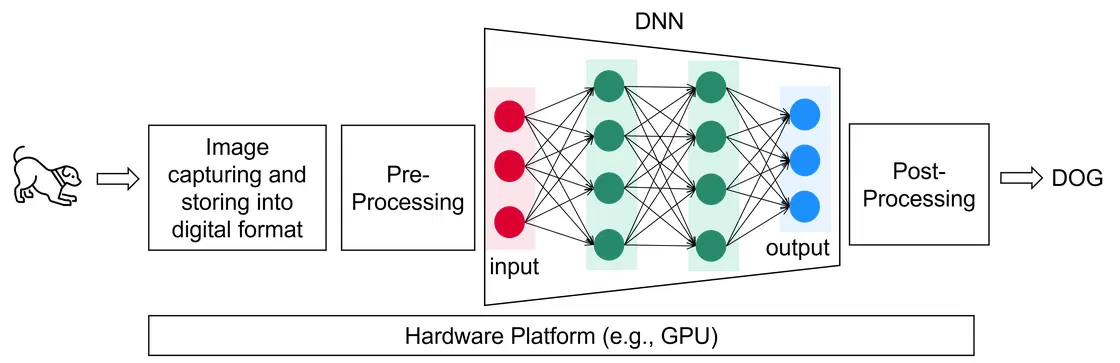 DNN
Image
capturing and
storing into
digital format
Pre-
Processing
input
output
Post-
Processing
DOG
Hardware Platform (e.g., GPU)